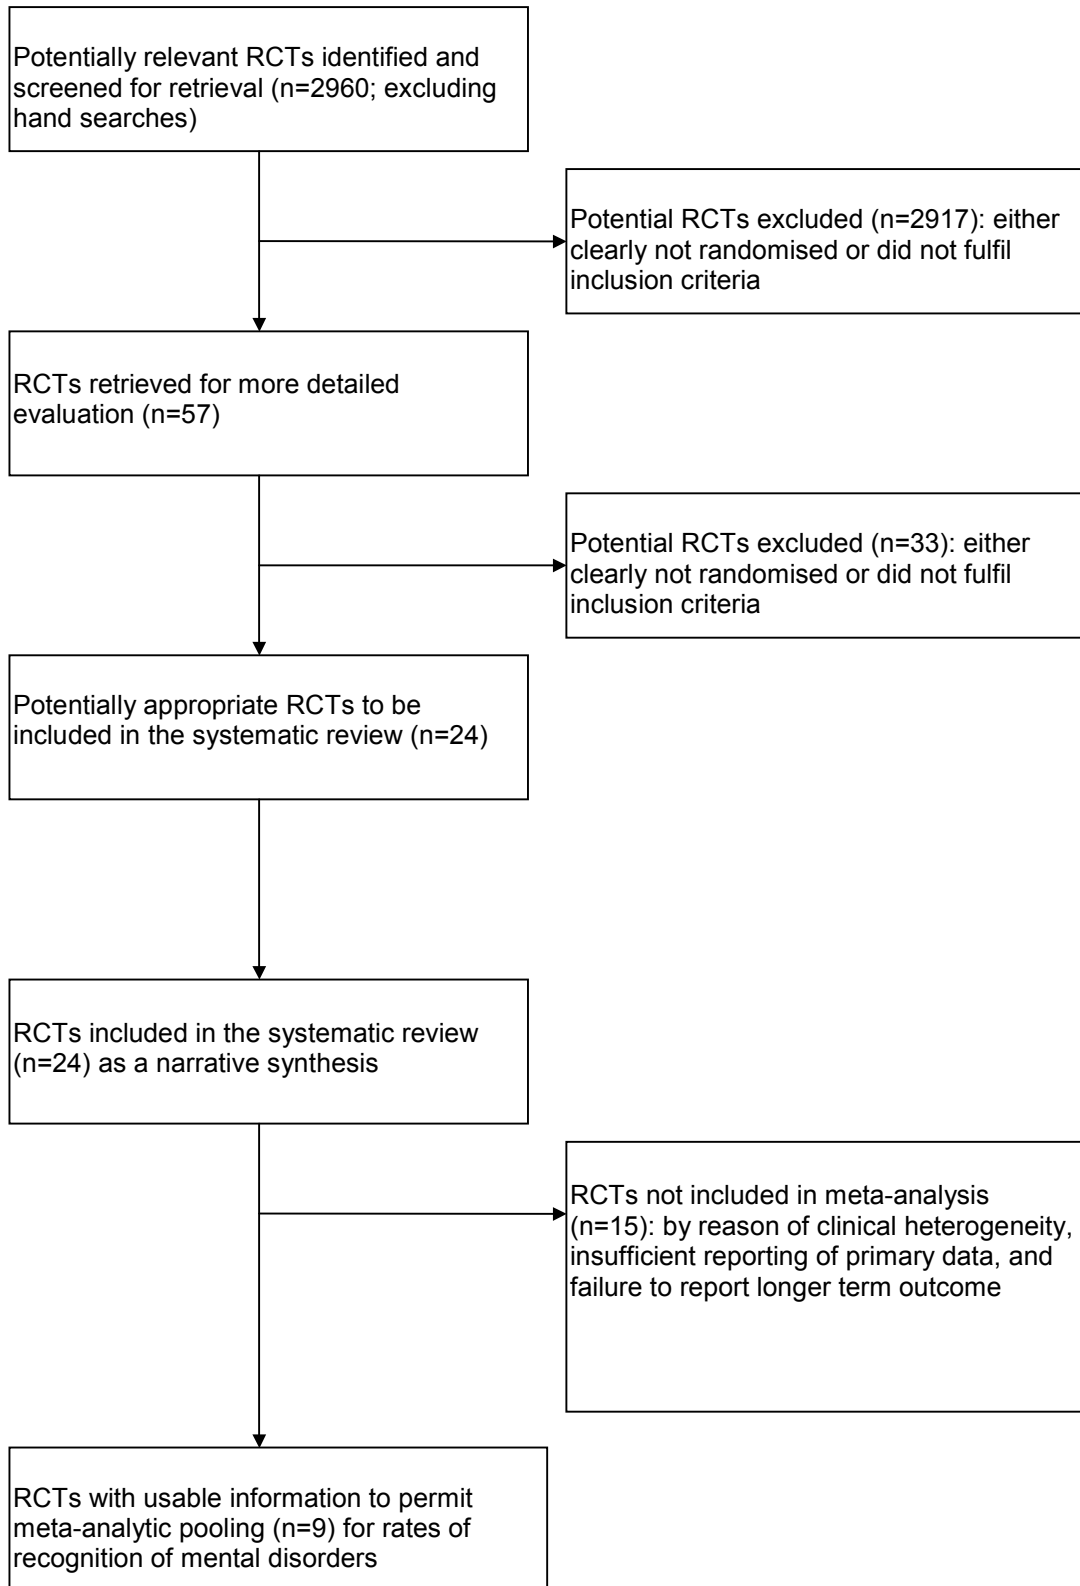 Potentially relevant RCTs identified and
screened for retrieval (n=2960; excluding
hand searches)
Potential RCTs excluded (n=2917): either
clearly not randomised or did not fulfil
inclusion criteria
RCTs retrieved for more detailed
evaluation (n=57)
Potential RCTs excluded (n=33): either
clearly not randomised or did not fulfil
inclusion criteria
Potentially appropriate RCTs to be
included in the systematic review (n=24)
RCTs included in the systematic review
(n=24) as a narrative synthesis
RCTs not included in meta-analysis
(n=15): by reason of clinical heterogeneity,
insufficient reporting of primary data, and
failure to report longer term outcome
RCTs with usable information to permit
meta-analytic pooling (n=9) for rates of
recognition of mental disorders